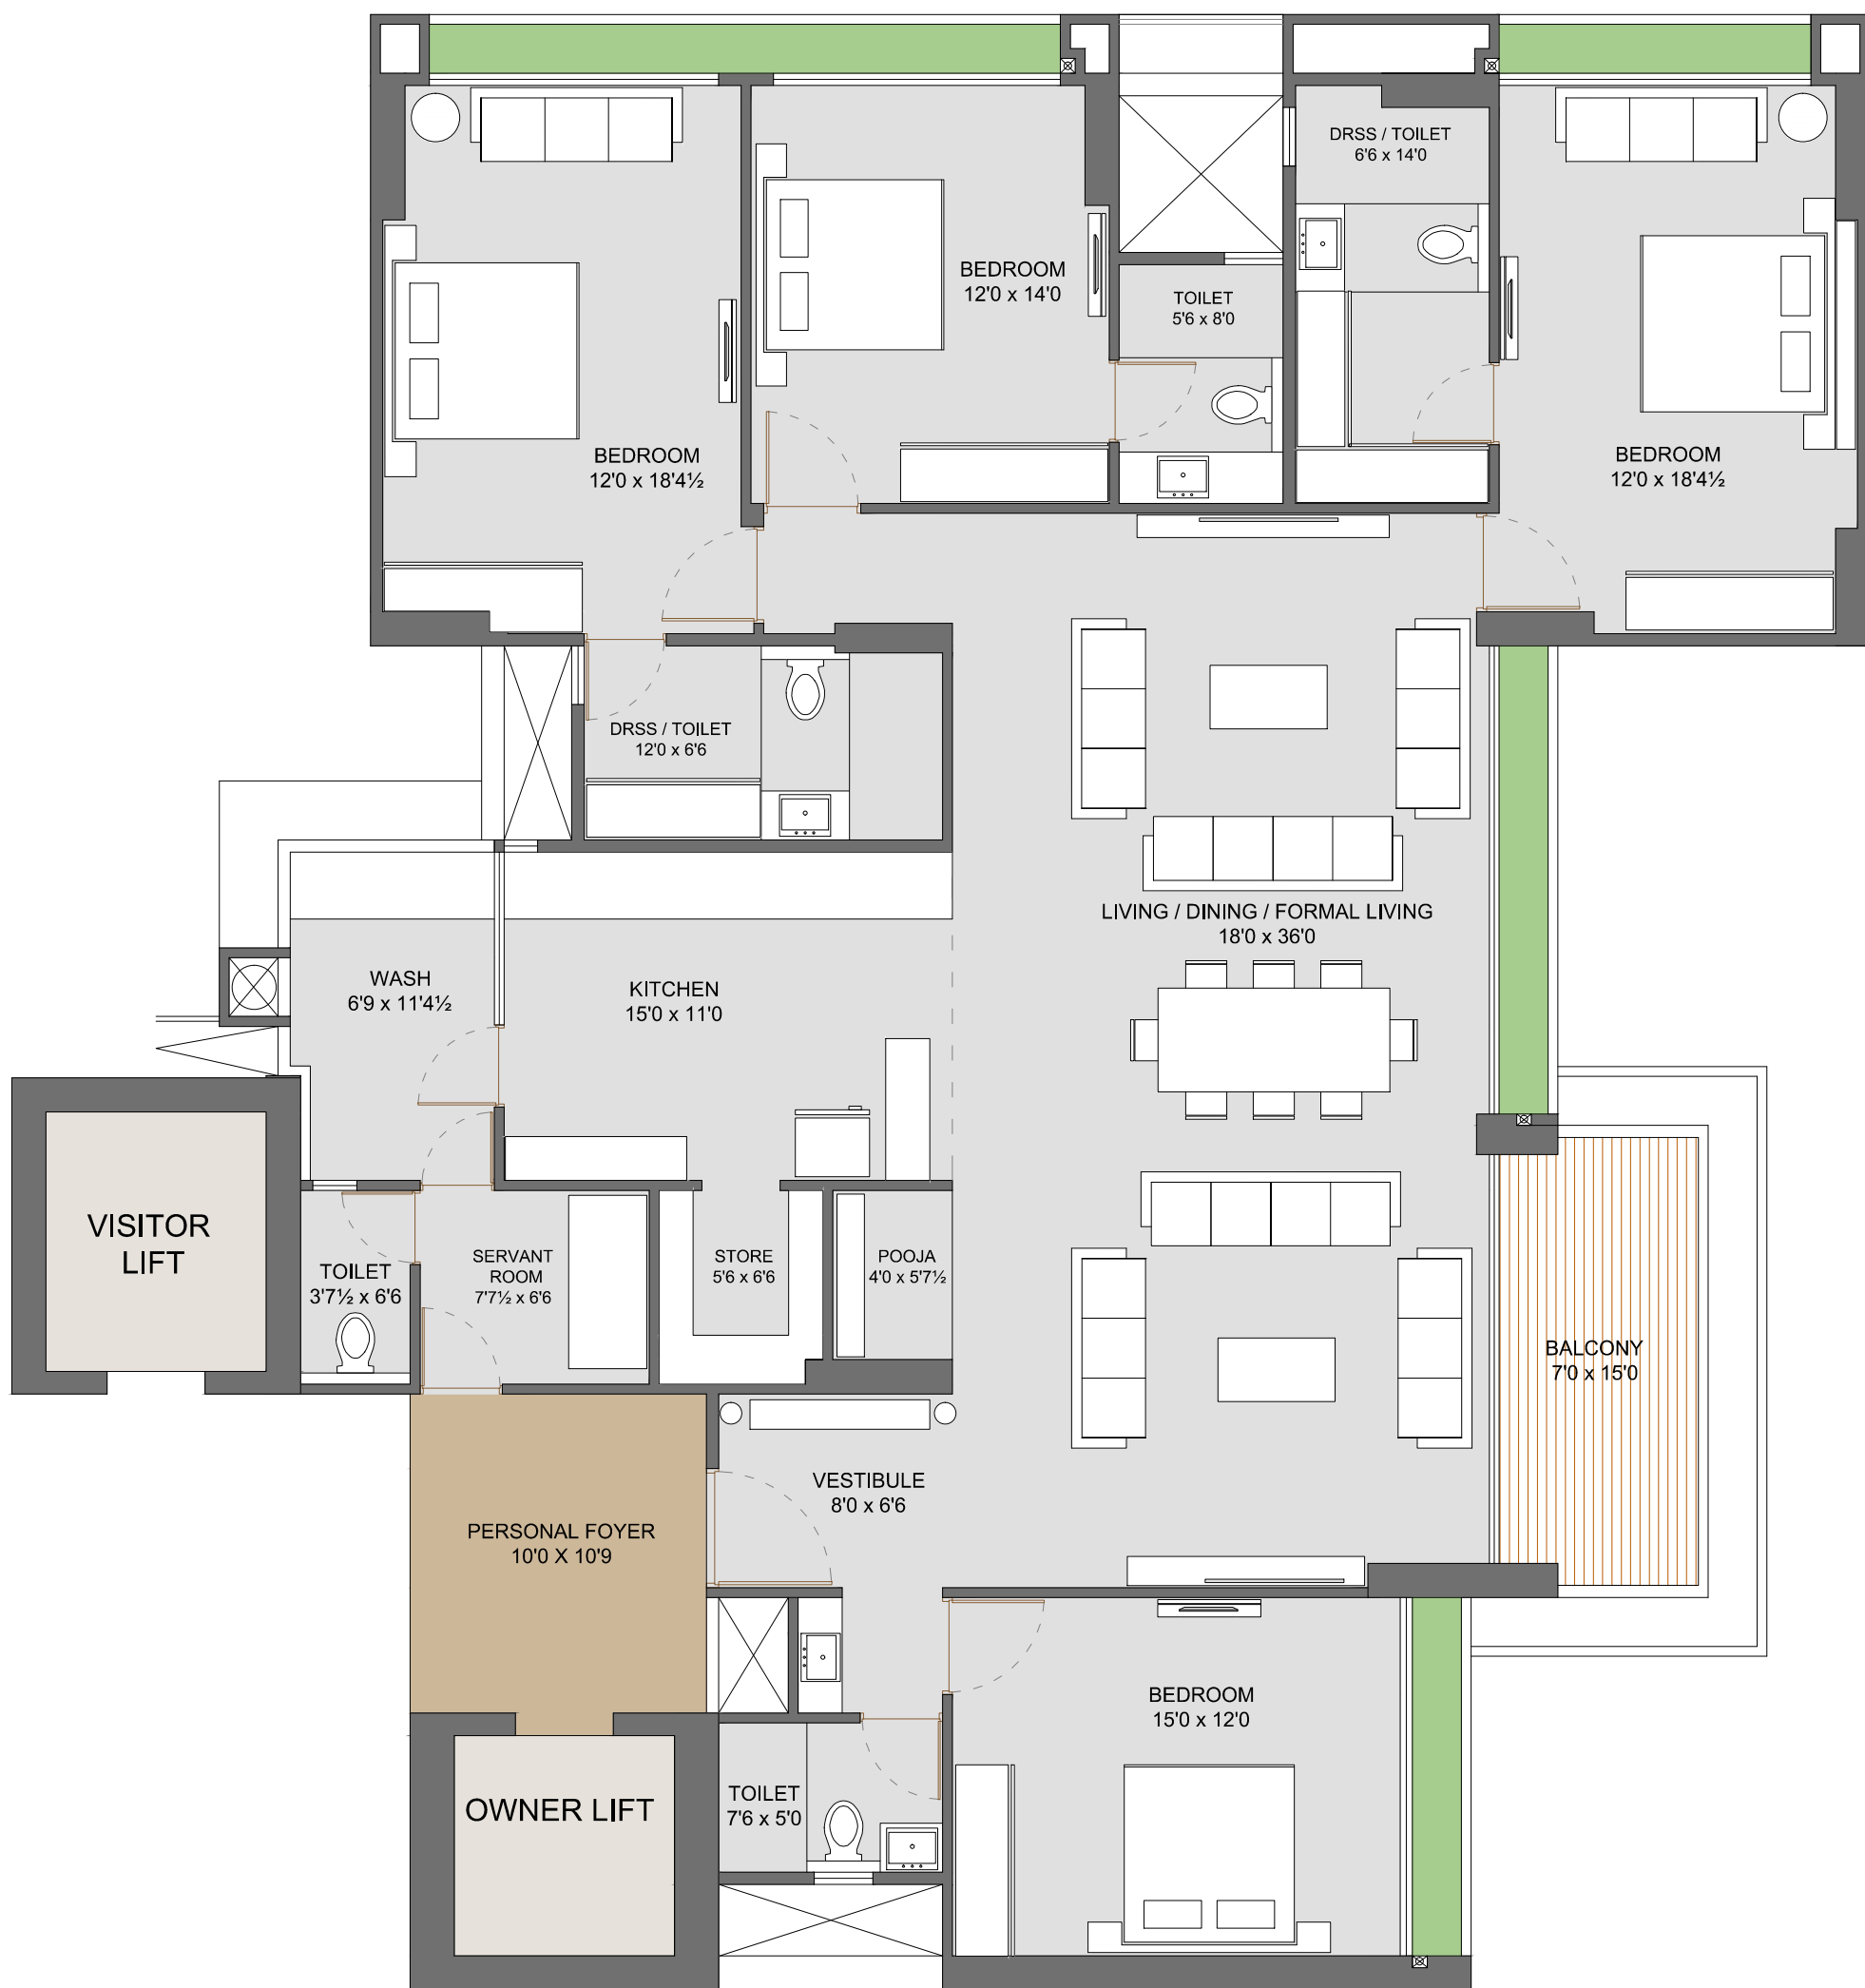 DRSS / TOILET
6'6 x 14'0
BEDROOM
12'0 x 14'0
TOILET
5'6 x 8'0
BEDROOM
12'0 x 18'4½
BEDROOM
12'0 x 18'4½
DRSS / TOILET
12'0 x 6'6
LIVING / DINING / FORMAL LIVING
18'0 x 36'0
WASH
6'9 x 11'4½
KITCHEN
15'0 x 11'0
VISITOR
LIFT
TOILET
3'7½ x 6'6
SERVANT
ROOM
7'7½ x 6'6
STORE
5'6 x 6'6
POOJA
4'0 x 5'7½
BALCONY
7'0 x 15'0
VESTIBULE
8'0 x 6'6
PERSONAL FOYER
10'0 X 10'9
BEDROOM
15'0 x 12'0
OWNER LIFT
TOILET
7'6 x 5'0